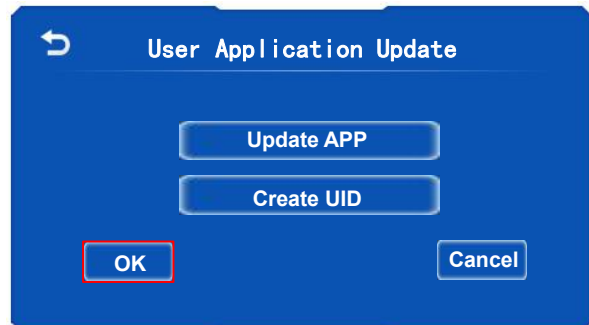 User Application Update
Update APP
Create UID
OK
Cancel